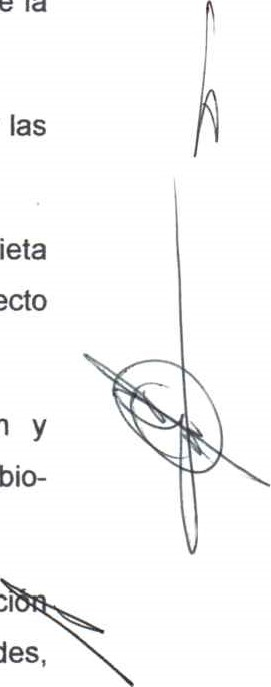 e la
las
ieta
ecto
n y
bio-
ción
des,